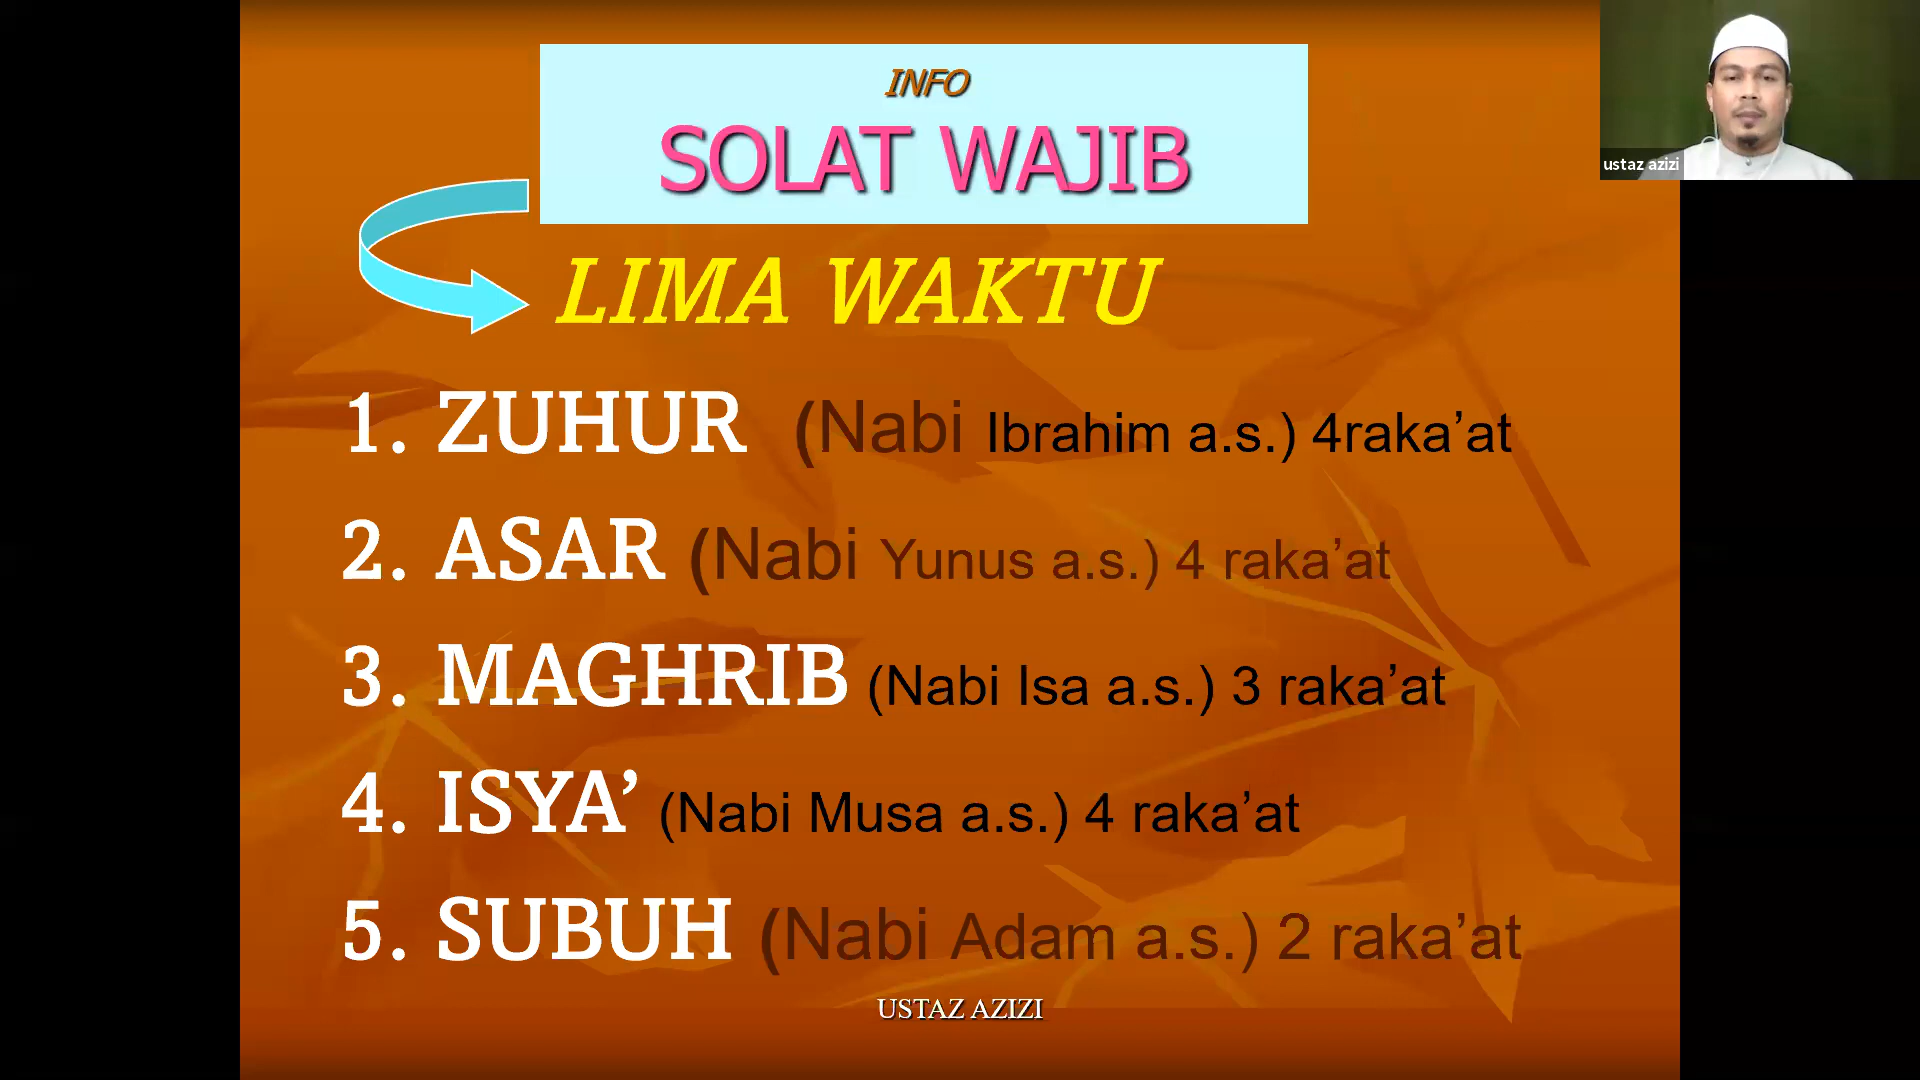 INFO
SOLAT WAJIB
LIMA WAKTU
1. ZUHUR (Nabi Ibrahim a.s.) 4raka’at
2. ASAR (Nabi Yunus a.s.) 4 raka’at
3. MAGHRIB (Nabi Isa a.s.) 3 raka’at
4. ISYA’ (Nabi Musa a.s.) 4 raka’at
5. SUBUH (Nabi Adam a.s.) 2 raka’at
USTAZ AZIZI
ustaz azizi